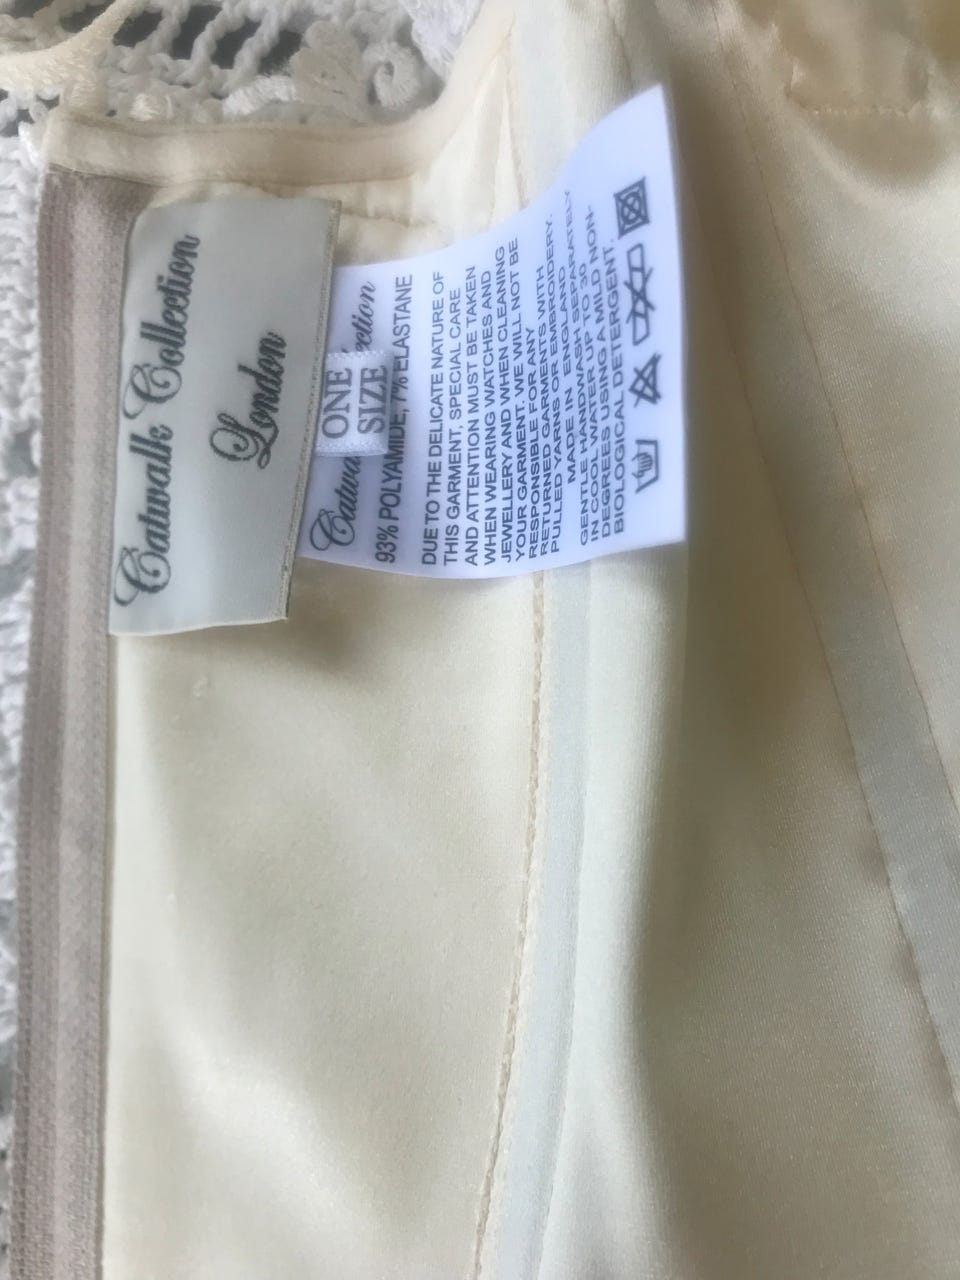 Catwalk Collection
London
ONE
SIZE
93% POLYAMIDE, 7% ELASTANE
DUE TO THE DELICATE NATURE OF
THIS GARMENT, SPECIAL CARE
AND ATTENTION MUST BE TAKEN
WHEN WEARING WATCHES AND
JEWELLERY AND WHEN CLEANING
YOUR GARMENT. WE WILL NOT BE
RESPONSIBLE FOR ANY
RETURNED GARMENTS WITH
PULLED YARNS OR EMBROIDERY.
MADE IN ENGLAND
GENTLE HANDWASH SEPARATELY
IN COOL WATER UP TO 30
DEGREES USING A MILD NON-
BIOLOGICAL DETERGENT.